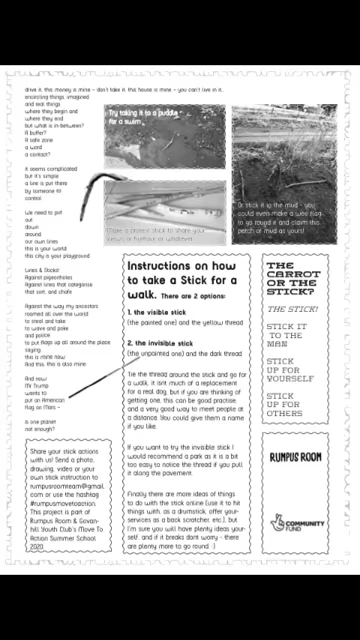 drive it, this money is mine - don't take it, this house is mine - you can't live in it,
encircling things, imagined
and real things
where they begin and
where they end
but what is in-between?
A buffer?
A safe zone
a word
a contact?
It seems complicated
but it's simple
a line is put there
by someone to
control
We need to put
out
down
around
our own lines
this is your world
this city is your playground
Lines & Sticks!
Against pigeonholes
Against lines that categorise
that sort, and chafe
Against the way my ancestors
roamed all over the world
to steal and take
to wave and poke
and police
to put flags up all around the place
saying:
this is mine now
And this, this is also mine
And now
Mr Trump
wants to
put an American
flag on Mars -
Is one planet
not enough?
Share your stick actions
with us! Send a photo,
drawing, video or your
own stick instruction to
rumpusroomteam@gmail.
com or use the hashtag
#rumpusmovetoaction.
This project is part of
Rumpus Room & Govan-
hill Youth Club's Move To
Action Summer School
2020.
Try taking it to a puddle
for a swim
Make a protest stick to share your
views or humour or whatever
Or stick it in the mud - you
could even make a wee flag
to go round it and claim this
patch of mud as yours!
Instructions on how
to take a Stick for a
walk. There are 2 options:
1. the visible stick
(the painted one) and the yellow thread
2. the invisible stick
(the unpainted one) and the dark thread
Tie the thread around the stick and go for
a walk, it isn't much of a replacement
for a real dog, but if you are thinking of
getting one, this can be good practise
and a very good way to meet people at
a distance. You could give them a name
if you like.
If you want to try the invisible stick I
would recommend a park as it is a bit
too easy to notice the thread if you pull
it along the pavement.
Finally there are more ideas of things
to do with the stick online (use it to hit
things with, as a drumstick, offer your
services as a back scratcher, etc.), but
I'm sure you will have plenty ideas your-
self, and if it breaks don't worry - there
are plenty more to go round :)
THE
CARROT
OR THE
STICK?
THE STICK!
STICK IT
TO THE
MAN
STICK
UP FOR
YOURSELF
STICK
UP FOR
OTHERS
RUMPUS ROOM
COMMUNITY
FUND